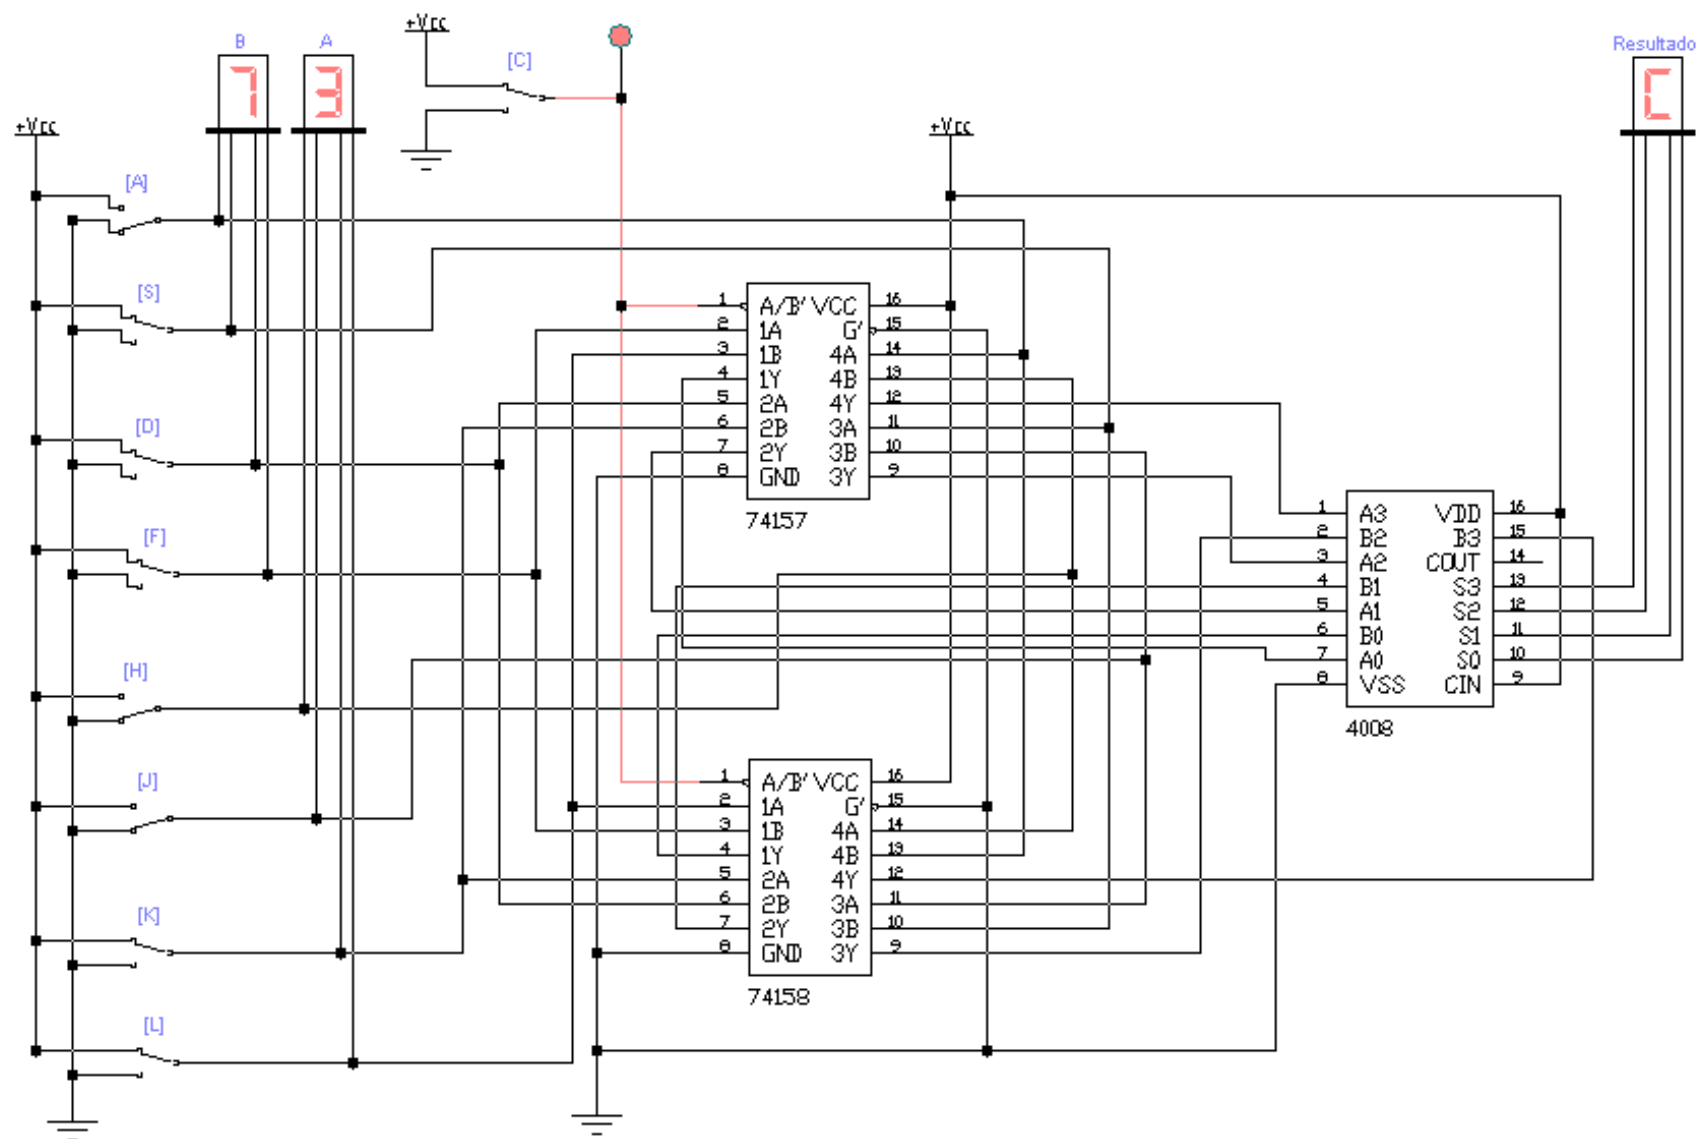 +Vcc
B
A
[C]
Resultado
7
3
C
+Vcc
+Vcc
[A]
[S]
[D]
[F]
[H]
[J]
[K]
[L]
1 A/B' VCC 16
2 1A G' 15
3 1B 4A 14
4 1Y 4B 13
5 2A 4Y 12
6 2B 3A 11
7 2Y 3B 10
8 GND 3Y 9
74157
1 A3 VDD 16
2 B2 B3 15
3 A2 COUT 14
4 B1 S3 13
5 A1 S2 12
6 B0 S1 11
7 A0 S0 10
8 VSS CIN 9
4008
1 A/B' VCC 16
2 1A G' 15
3 1B 4A 14
4 1Y 4B 13
5 2A 4Y 12
6 2B 3A 11
7 2Y 3B 10
8 GND 3Y 9
74158